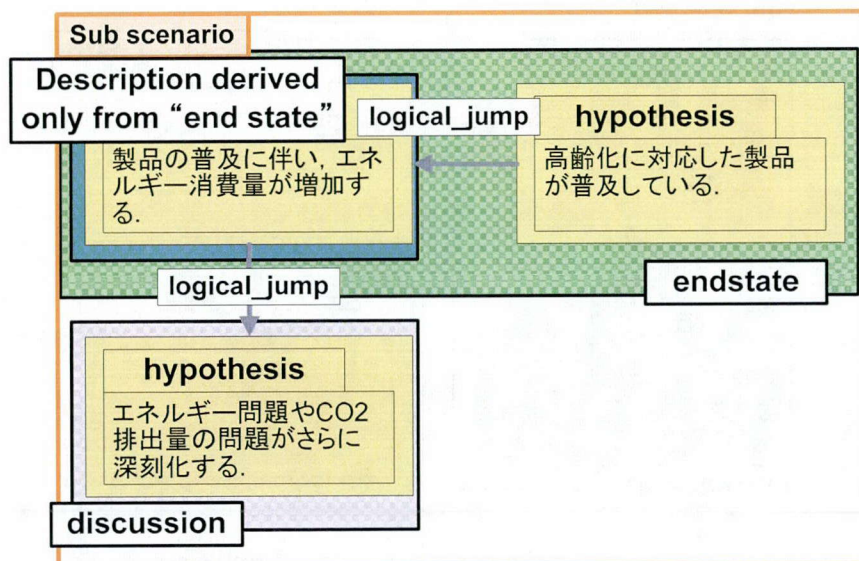 Sub scenario
Description derived
only from “end state”
製品の普及に伴い，エネ
ルギー消費量が増加す
る．
logical_jump
hypothesis
高齢化に対応した製品
が普及している．
logical_jump
endstate
hypothesis
エネルギー問題やCO2
排出量の問題がさらに
深刻化する．
discussion